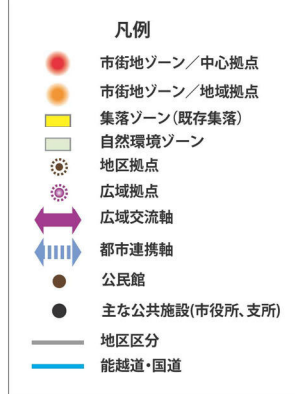 凡例
市街地ゾーン／中心拠点
市街地ゾーン／地域拠点
集落ゾーン（既存集落）
自然環境ゾーン
地区拠点
広域拠点
広域交流軸
都市連携軸
公民館
主な公共施設(市役所、支所)
地区区分
能越道・国道